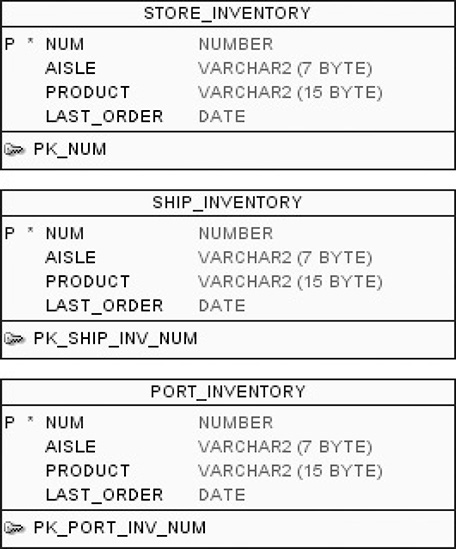 STORE_INVENTORY
P * NUM NUMBER
AISLE VARCHAR2 (7 BYTE)
PRODUCT VARCHAR2 (15 BYTE)
LAST_ORDER DATE
PK_NUM
SHIP_INVENTORY
P * NUM NUMBER
AISLE VARCHAR2 (7 BYTE)
PRODUCT VARCHAR2 (15 BYTE)
LAST_ORDER DATE
PK_SHIP_INV_NUM
PORT_INVENTORY
P * NUM NUMBER
AISLE VARCHAR2 (7 BYTE)
PRODUCT VARCHAR2 (15 BYTE)
LAST_ORDER DATE
PK_PORT_INV_NUM